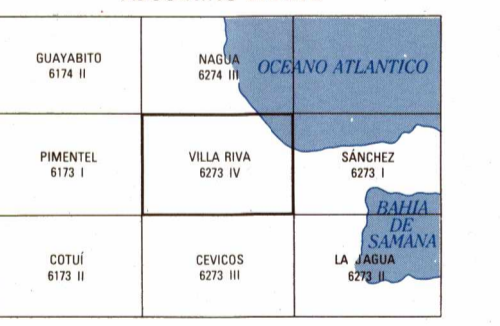 GUAYABITO
6174 II
NAGUA
6274 III
OCEANO ATLANTICO
PIMENTEL
6173 I
VILLA RIVA
6273 IV
SÁNCHEZ
6273 I
BAHIA
DE
SAMANA
COTUÍ
6173 II
CEVICOS
6273 III
LA JAGUA
6273 II